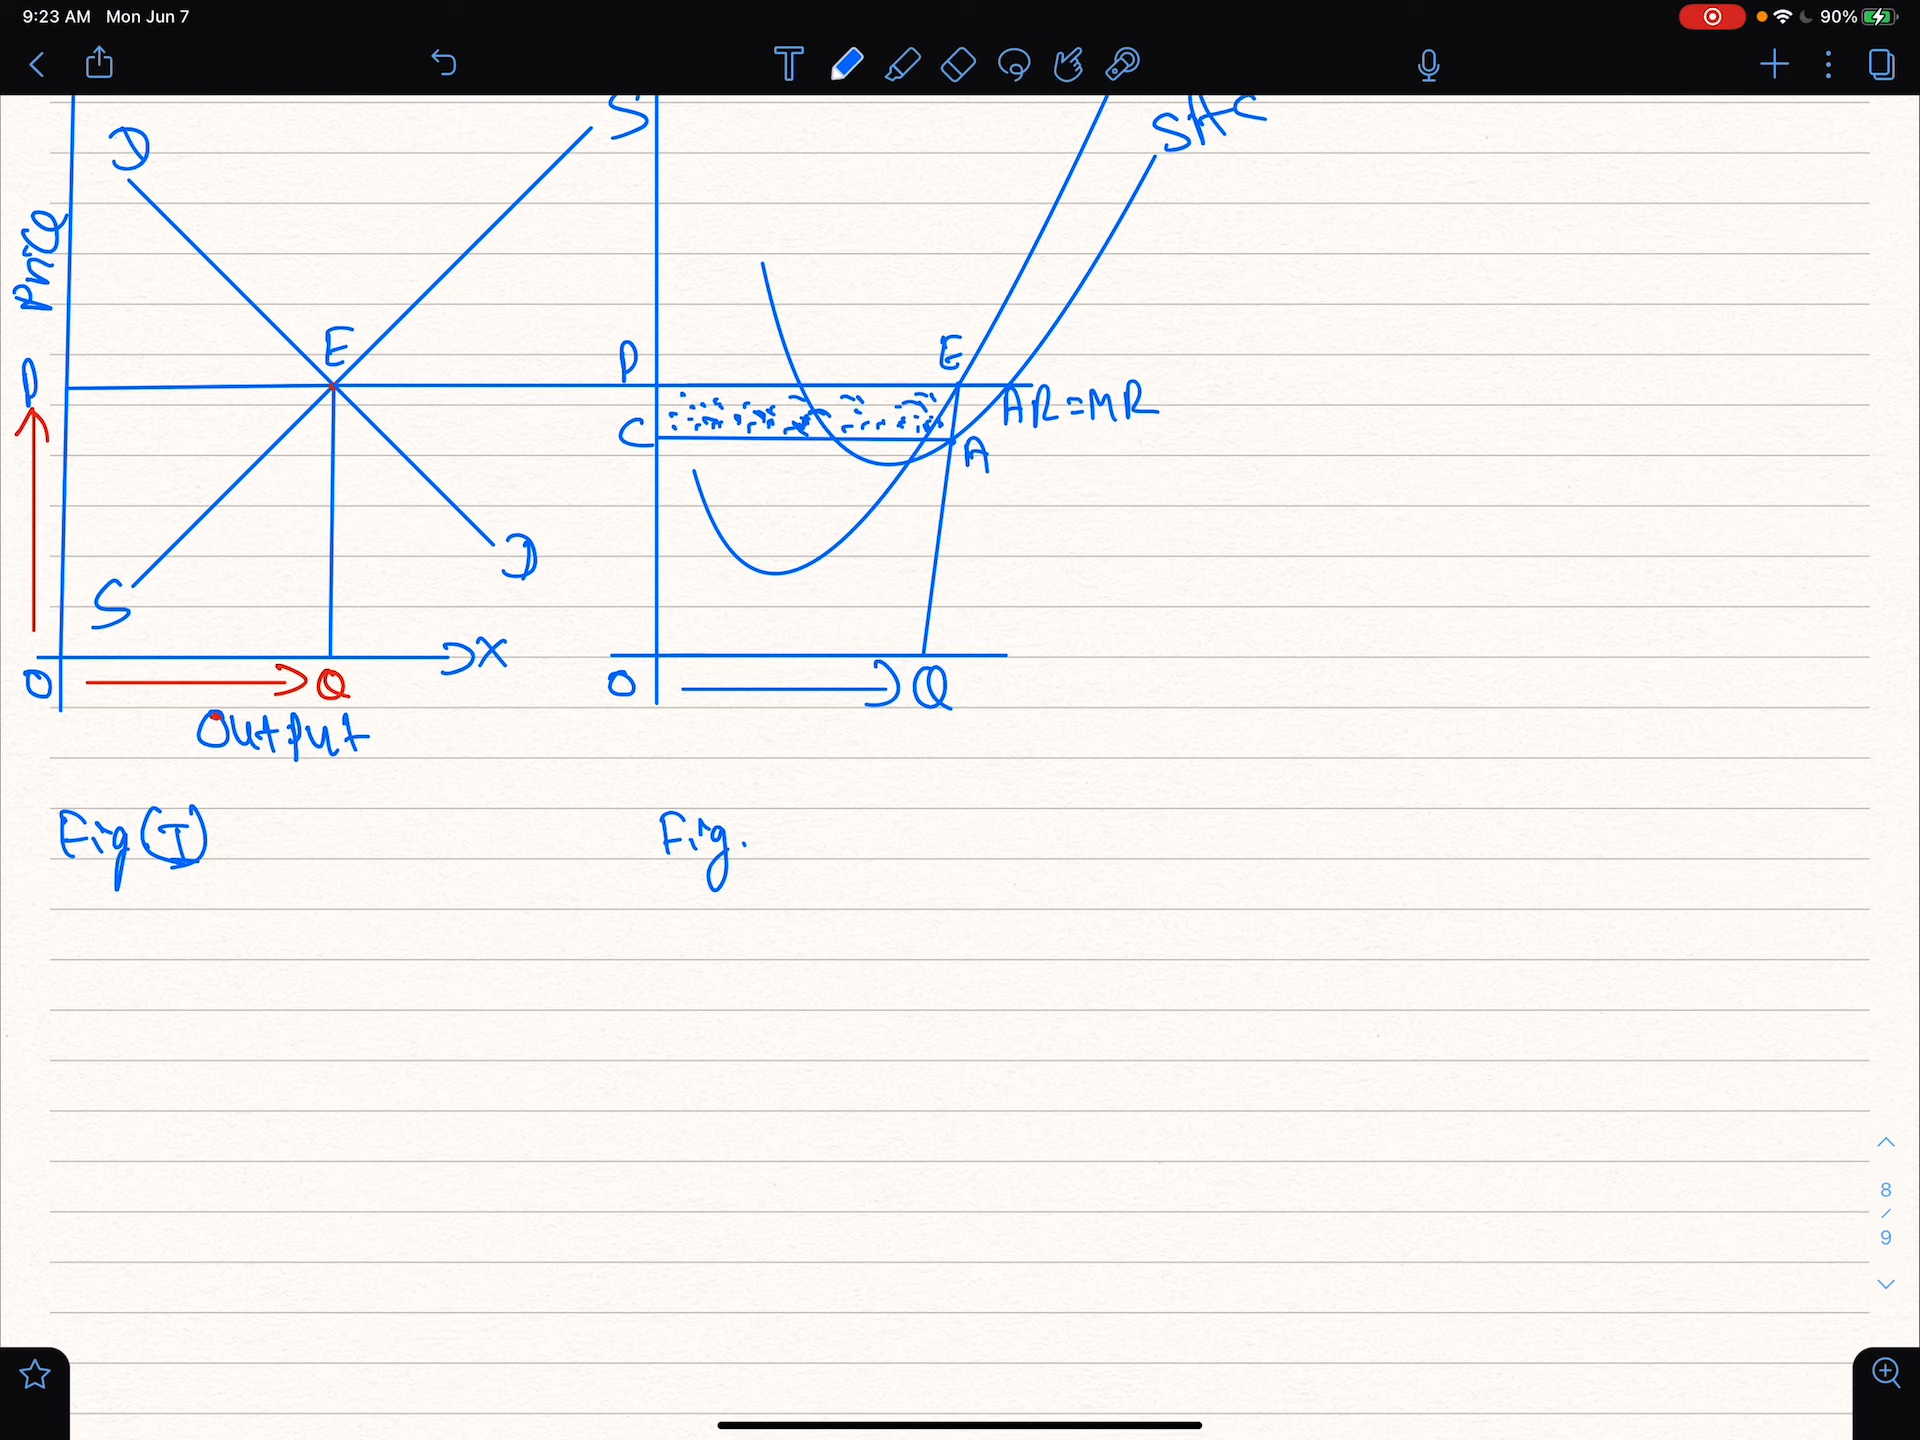 9:23 AM Mon Jun 7
90%
T
D
S
SAC
Price
E
P
P
E
C
AR=MR
A
D
S
X
O
Q
O
Q
Output
Fig (I)
Fig.
8
/
9